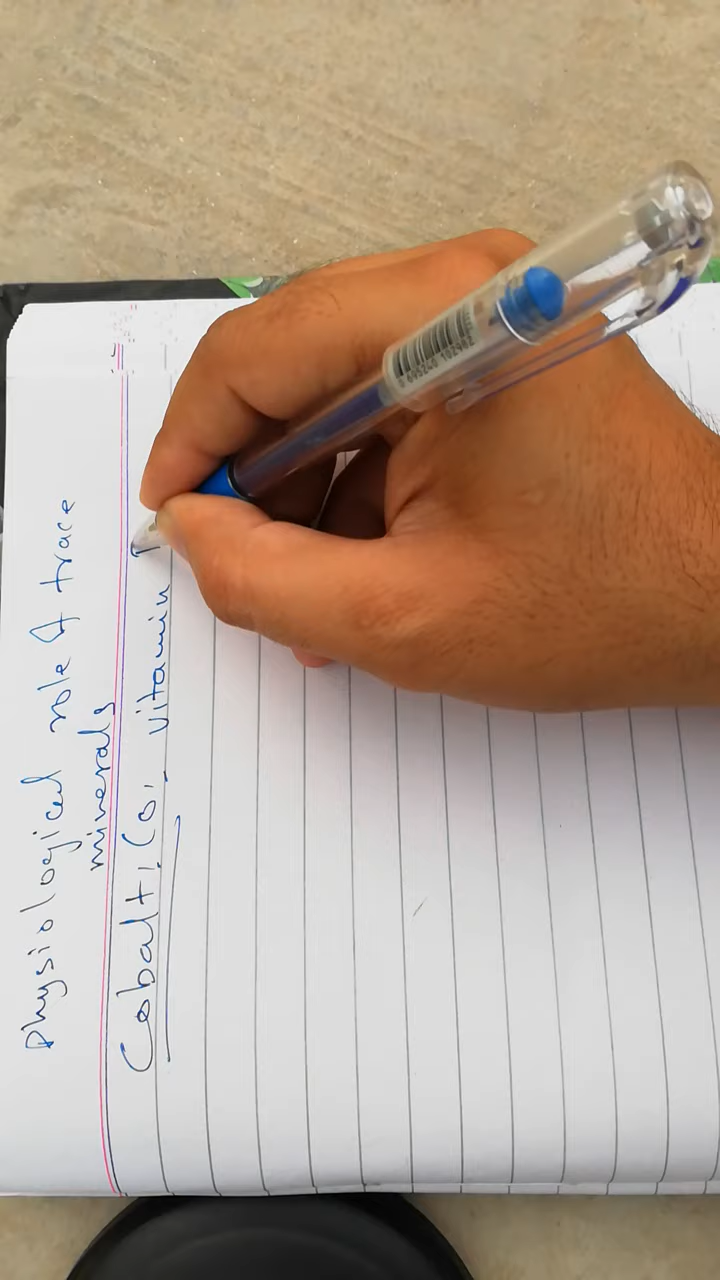 Physiological role of trace
minerals
Cobalt, Co, vitamin